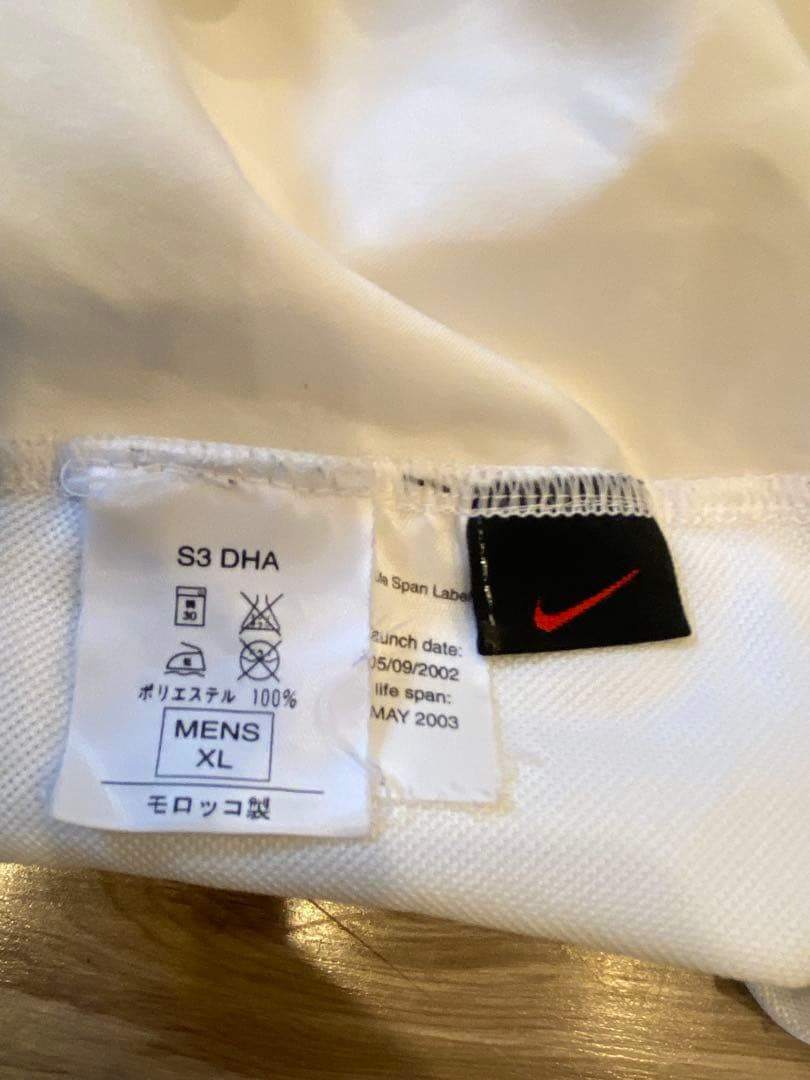 S3 DHA
30
ポリエステル 100%
MENS
XL
モロッコ製
Span Label
launch date:
05/09/2002
life span:
MAY 2003